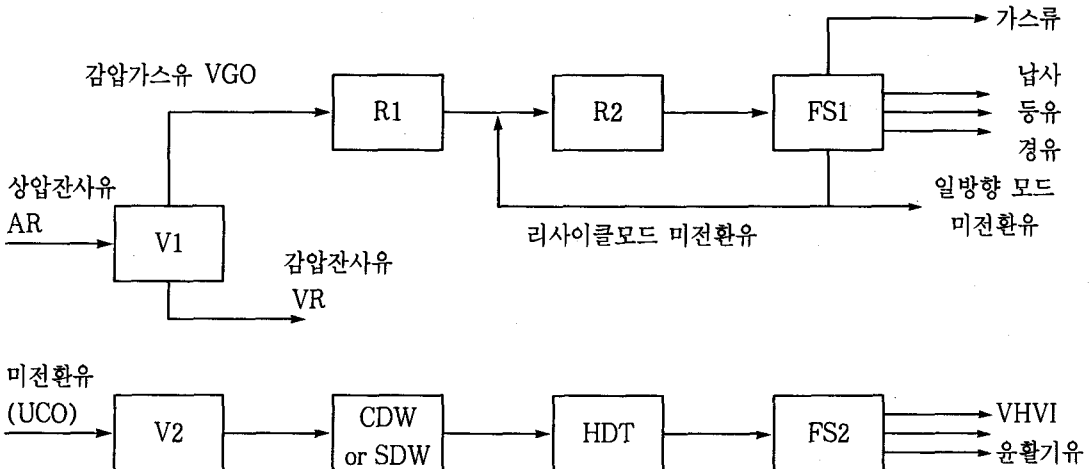 가스류
감압가스유 VGO
R1
R2
FS1
납사
등유
경유
상압잔사유
AR
V1
리사이클모드 미전환유
일방향 모드
미전환유
감압잔사유
VR
미전환유
(UCO)
V2
CDW
or SDW
HDT
FS2
VHVI
윤활기유